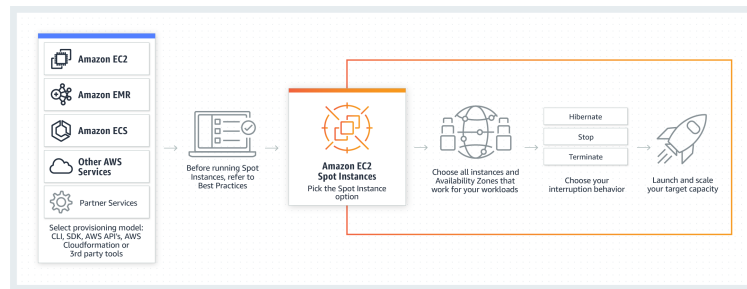 Amazon EC2
Amazon EMR
Amazon ECS
Other AWS
Services
Partner Services
Select provisioning model:
CLI, SDK, AWS API's, AWS
Cloudformation or
3rd party tools
Before running Spot
Instances, refer to
Best Practices
Amazon EC2
Spot Instances
Pick the Spot Instance
option
Choose all instances and
Availability Zones that
work for your workloads
Hibernate
Stop
Terminate
Choose your
interruption behavior
Launch and scale
your target capacity